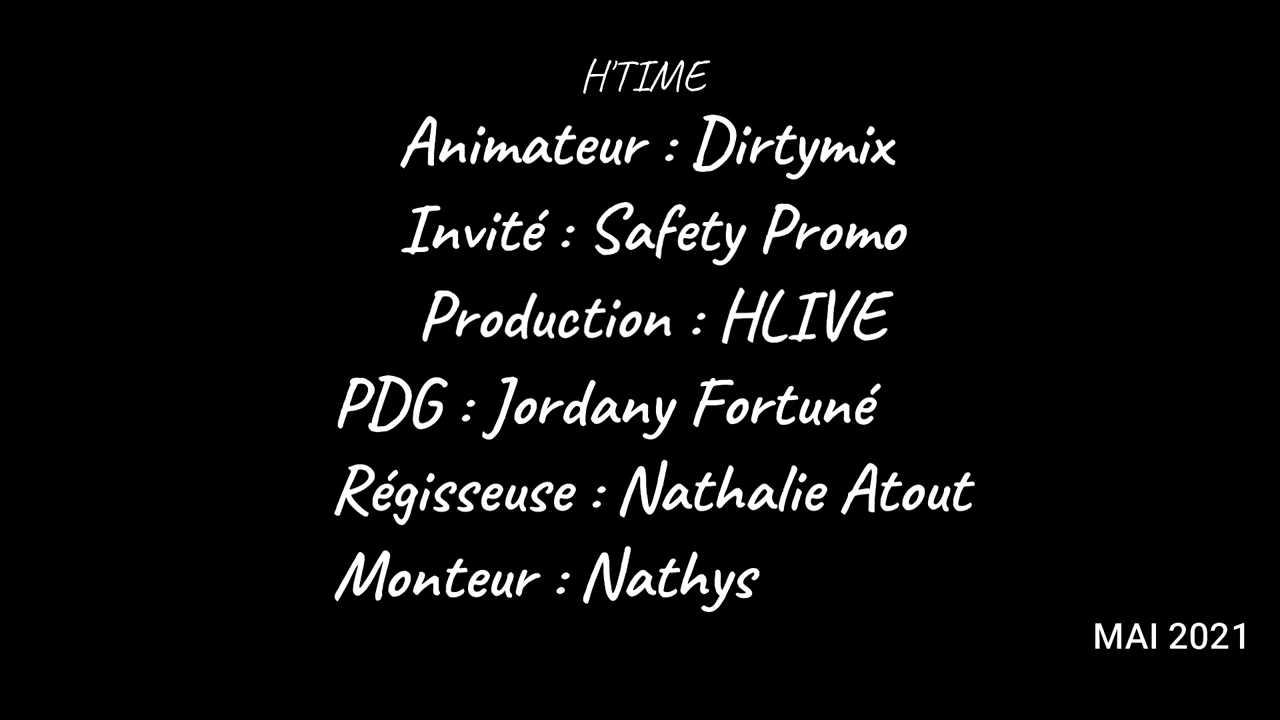 H'TIME
Animateur : Dirtymix
Invité : Safety Promo
Production : HLIVE
PDG : Jordany Fortuné
Régisseuse : Nathalie Atout
Monteur : Nathys
MAI 2021